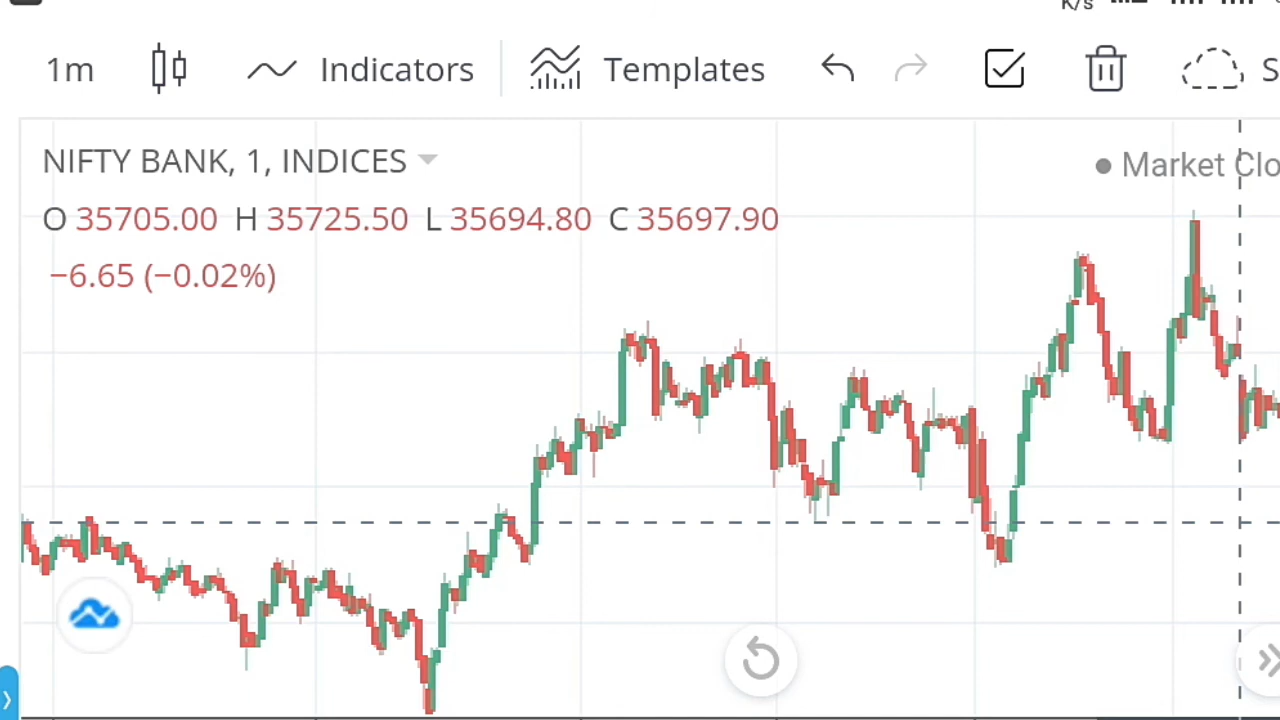 K/s
1m Indicators Templates S
NIFTY BANK, 1, INDICES
Market Clo
O 35705.00 H 35725.50 L 35694.80 C 35697.90
−6.65 (−0.02%)